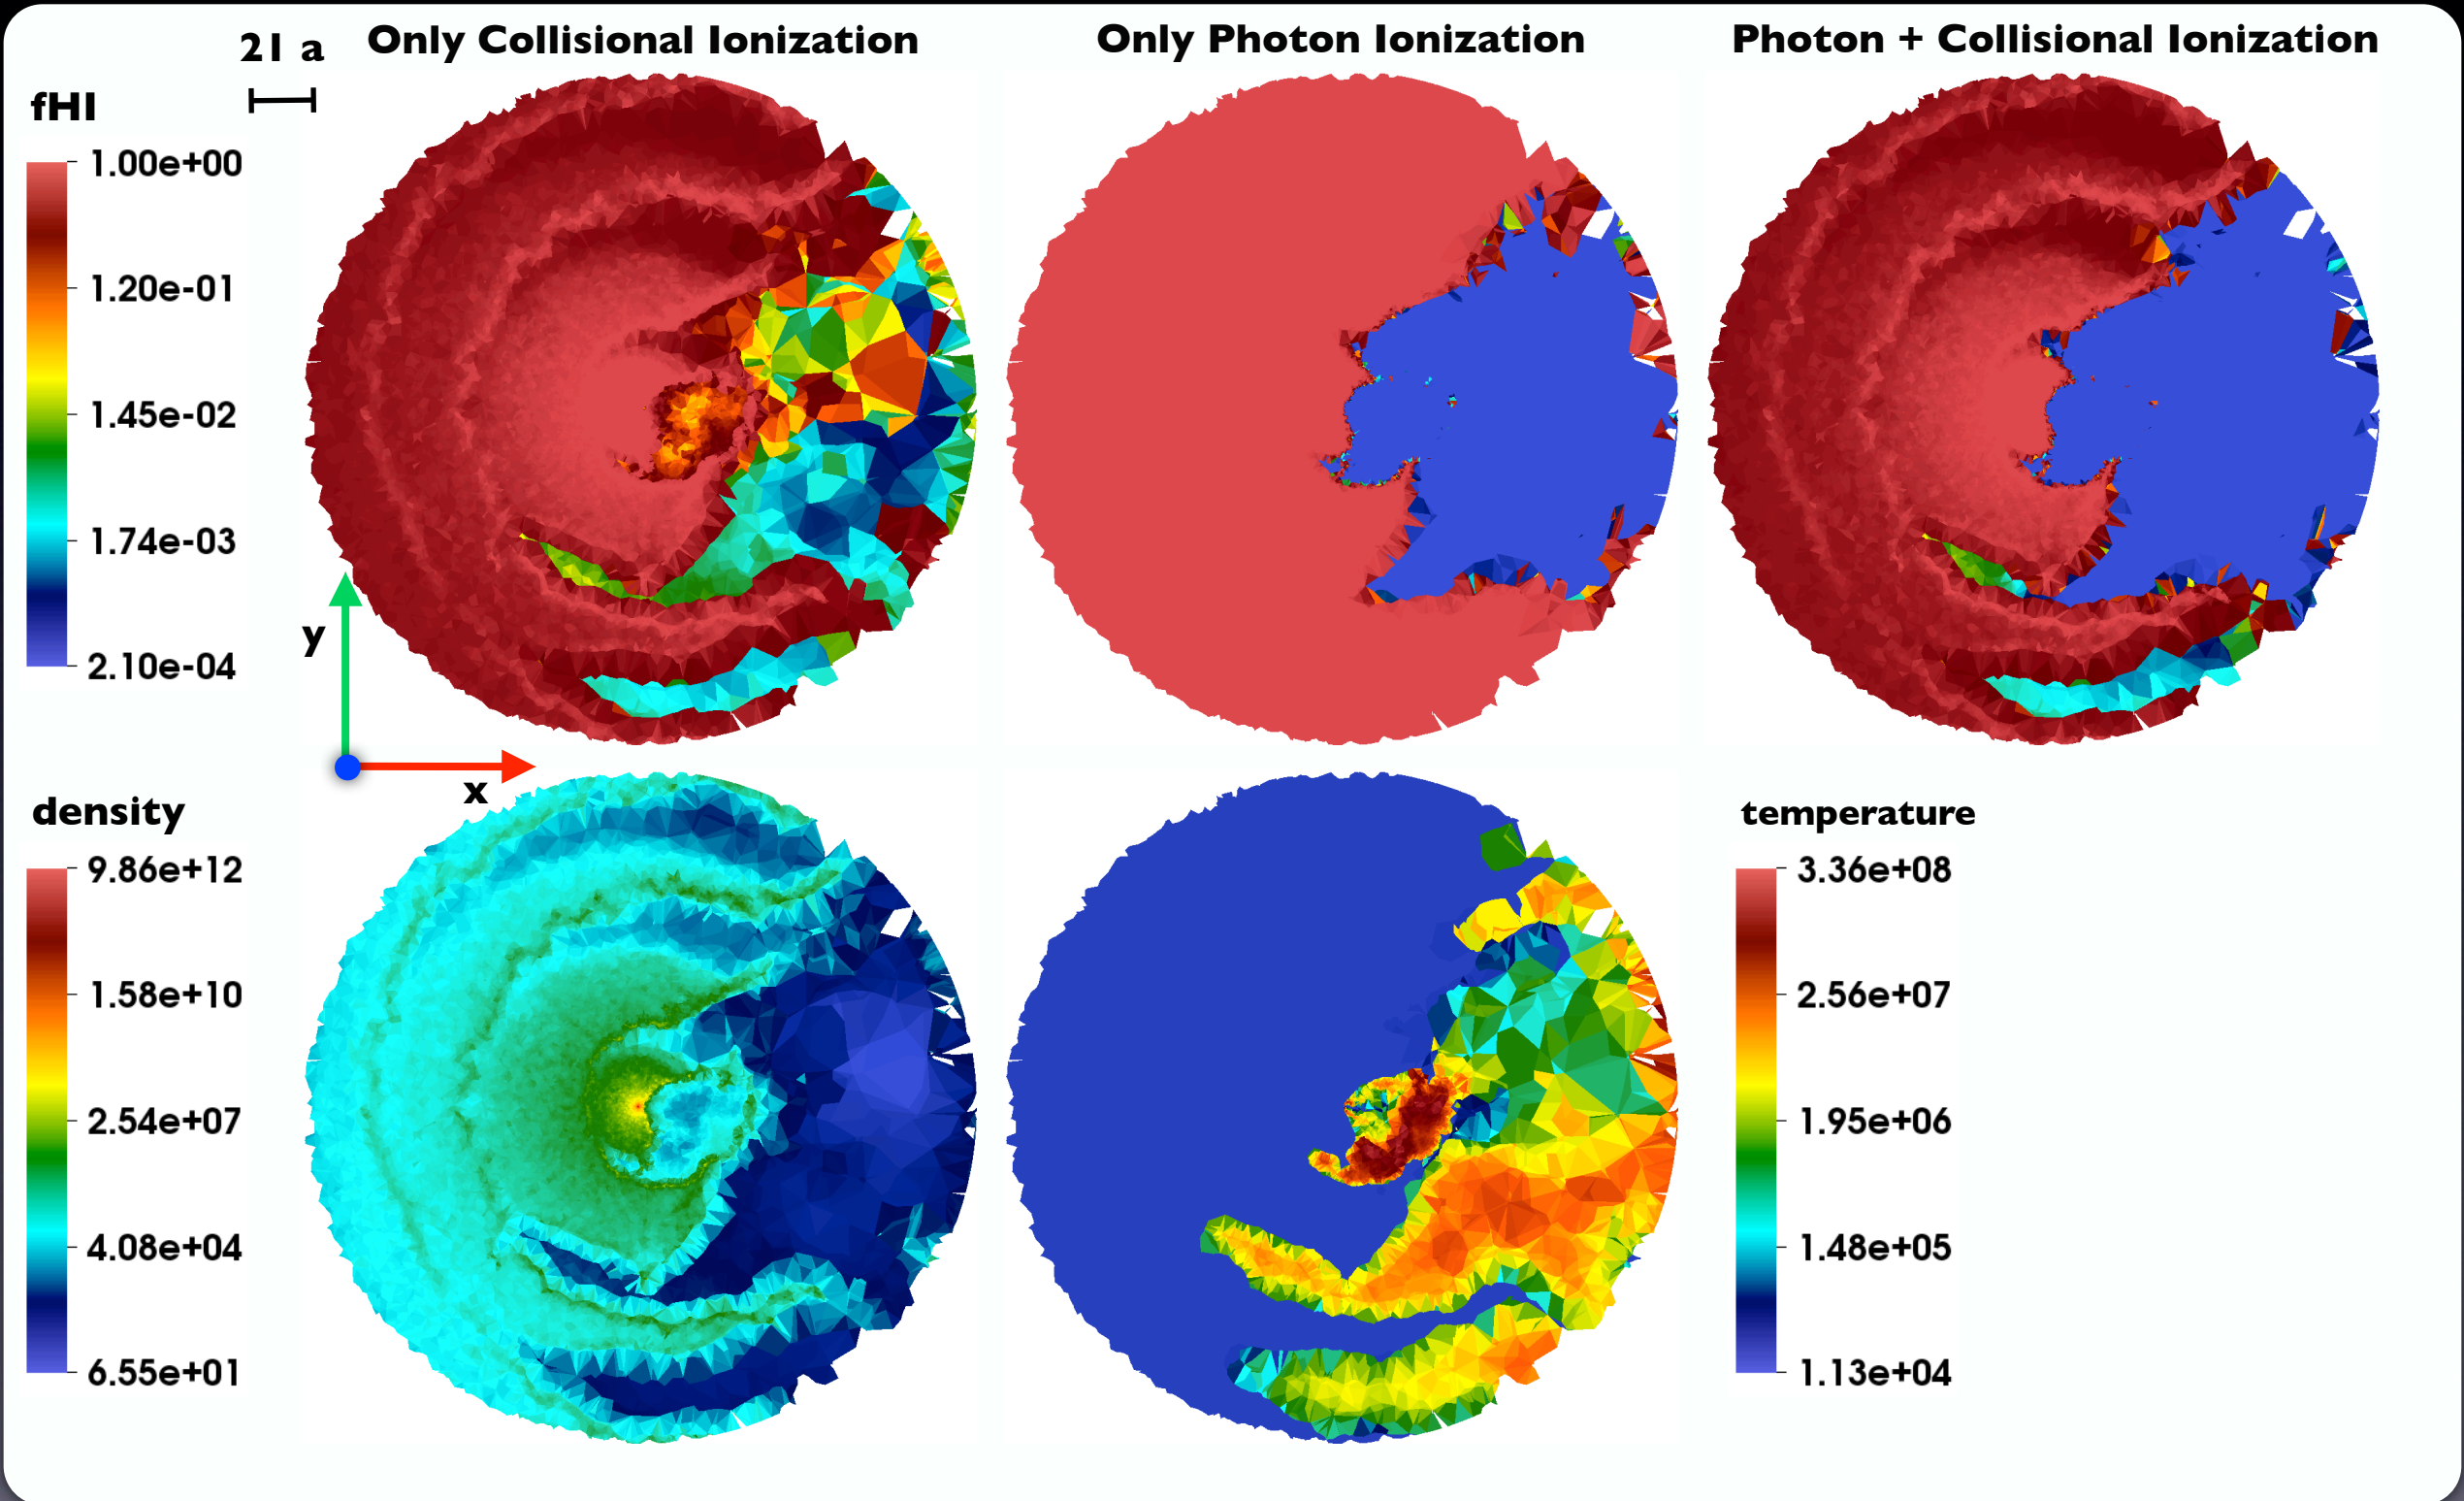 21 a
Only Collisional Ionization
Only Photon Ionization
Photon + Collisional Ionization
fHI
1.00e+00
1.20e-01
1.45e-02
1.74e-03
2.10e-04
y
x
density
9.86e+12
1.58e+10
2.54e+07
4.08e+04
6.55e+01
temperature
3.36e+08
2.56e+07
1.95e+06
1.48e+05
1.13e+04